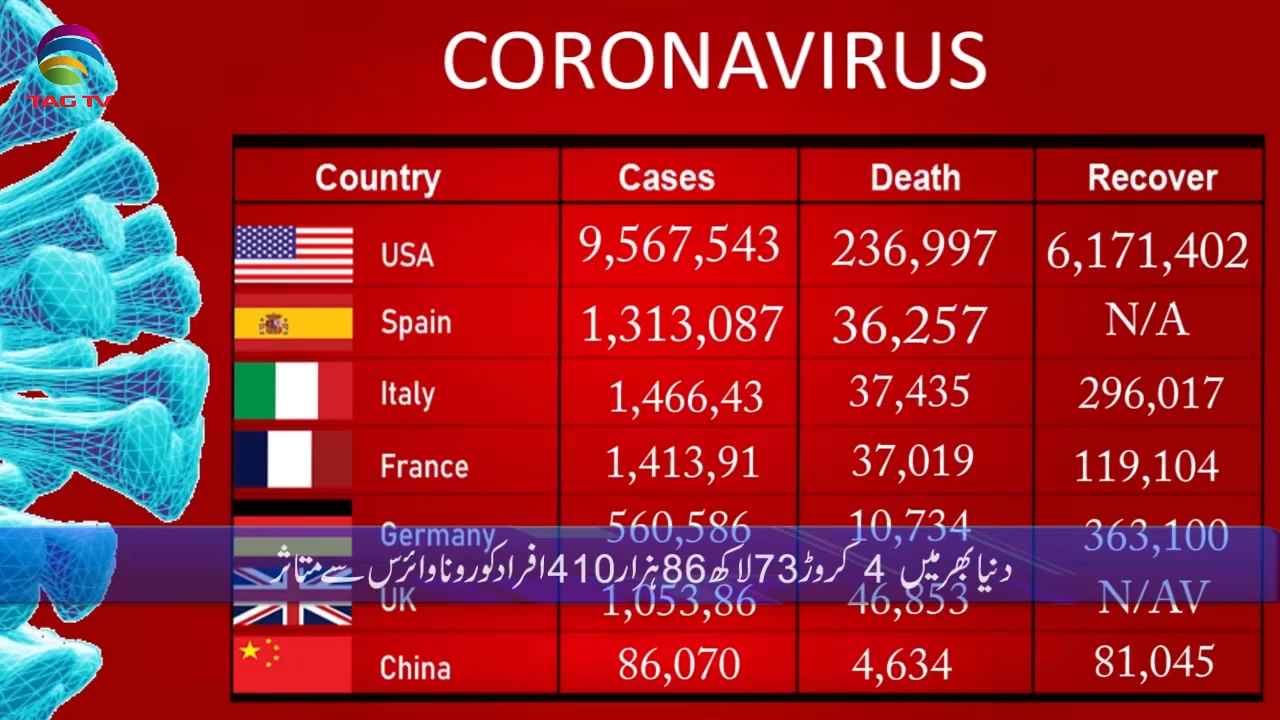 TAG TV
CORONAVIRUS
Country Cases Death Recover
USA 9,567,543 236,997 6,171,402
Spain 1,313,087 36,257 N/A
Italy 1,466,43 37,435 296,017
France 1,413,91 37,019 119,104
Germany 560,586 10,734 363,100
دنیا بھر میں 4 کروڑ 73 لاکھ 86 ہزار 410 افراد کورونا وائرس سے متاثر
UK 1,053,86 46,853 N/AV
China 86,070 4,634 81,045